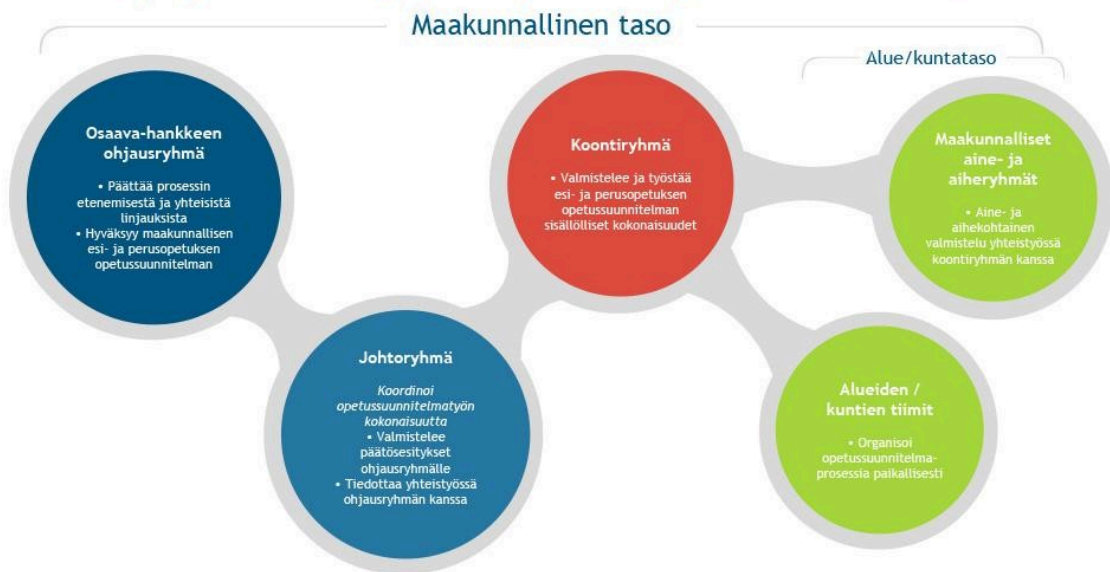 Maakunnallinen taso
Alue/kuntataso
Osaava-hankkeen
ohjausryhmä
• Päättää prosessin
etenemisestä ja yhteisistä
linjauksista
• Hyväksyy maakunnallisen
esi- ja perusopetuksen
opetussuunnitelman
Johtoryhmä
Koordinoi
opetussuunnitelmatyön
kokonaisuutta
• Valmistelee
päätösesitykset
ohjausryhmälle
• Tiedottaa yhteistyössä
ohjausryhmän kanssa
Koontiryhmä
• Valmistelee ja työstää
esi- ja perusopetuksen
opetussuunnitelman
sisällölliset kokonaisuudet
Maakunnalliset
aine- ja
aiheryhmät
• Aine- ja
aihekohtainen
valmistelu yhteistyössä
koontiryhmän kanssa
Alueiden /
kuntien tiimit
• Organisoi
opetussuunnitelma-
prosessia paikallisesti